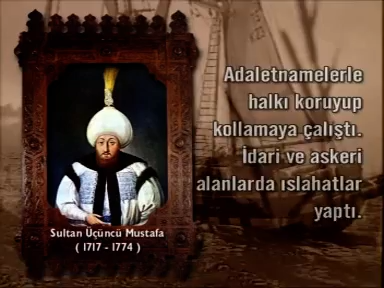 Adaletnamelerle
halkı koruyup
kollamaya çalıştı.
İdari ve askeri
alanlarda ıslahatlar
yaptı.
Sultan Üçüncü Mustafa
( 1717 - 1774 )